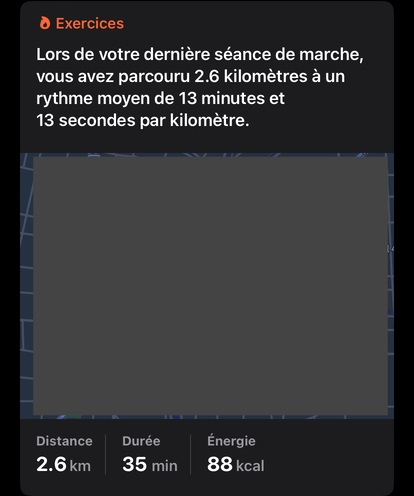 Exercices
Lors de votre dernière séance de marche,
vous avez parcouru 2.6 kilomètres à un
rythme moyen de 13 minutes et
13 secondes par kilomètre.
Distance Durée Énergie
2.6 km 35 min 88 kcal